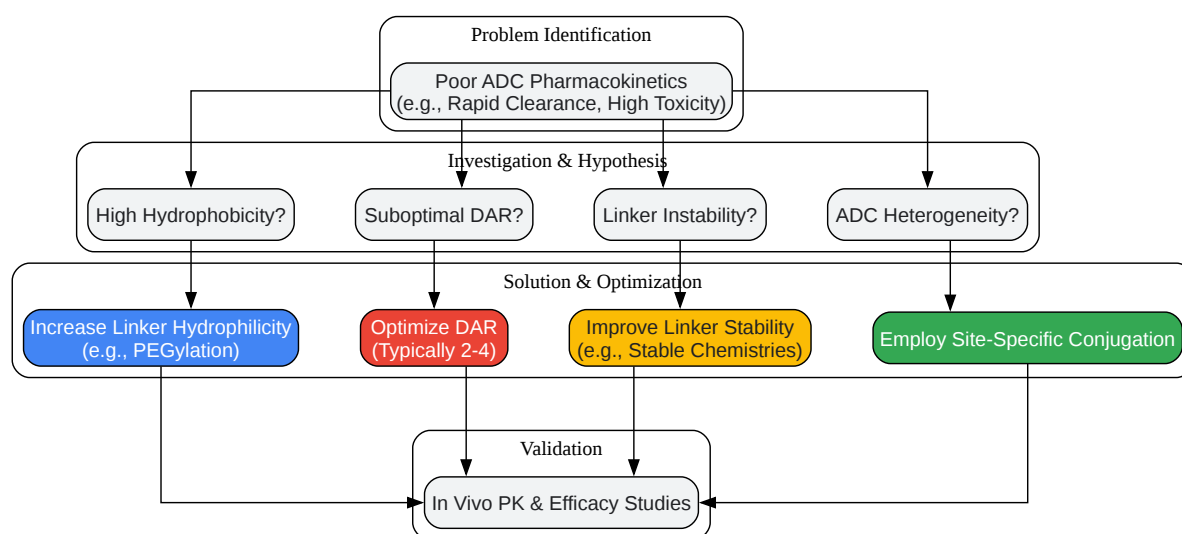 Problem Identification
Poor ADC Pharmacokinetics
(e.g., Rapid Clearance, High Toxicity)
Investigation & Hypothesis
High Hydrophobicity?
Suboptimal DAR?
Linker Instability?
ADC Heterogeneity?
Solution & Optimization
Increase Linker Hydrophilicity
(e.g., PEGylation)
Optimize DAR
(Typically 2-4)
Improve Linker Stability
(e.g., Stable Chemistries)
Employ Site-Specific Conjugation
Validation
In Vivo PK & Efficacy Studies